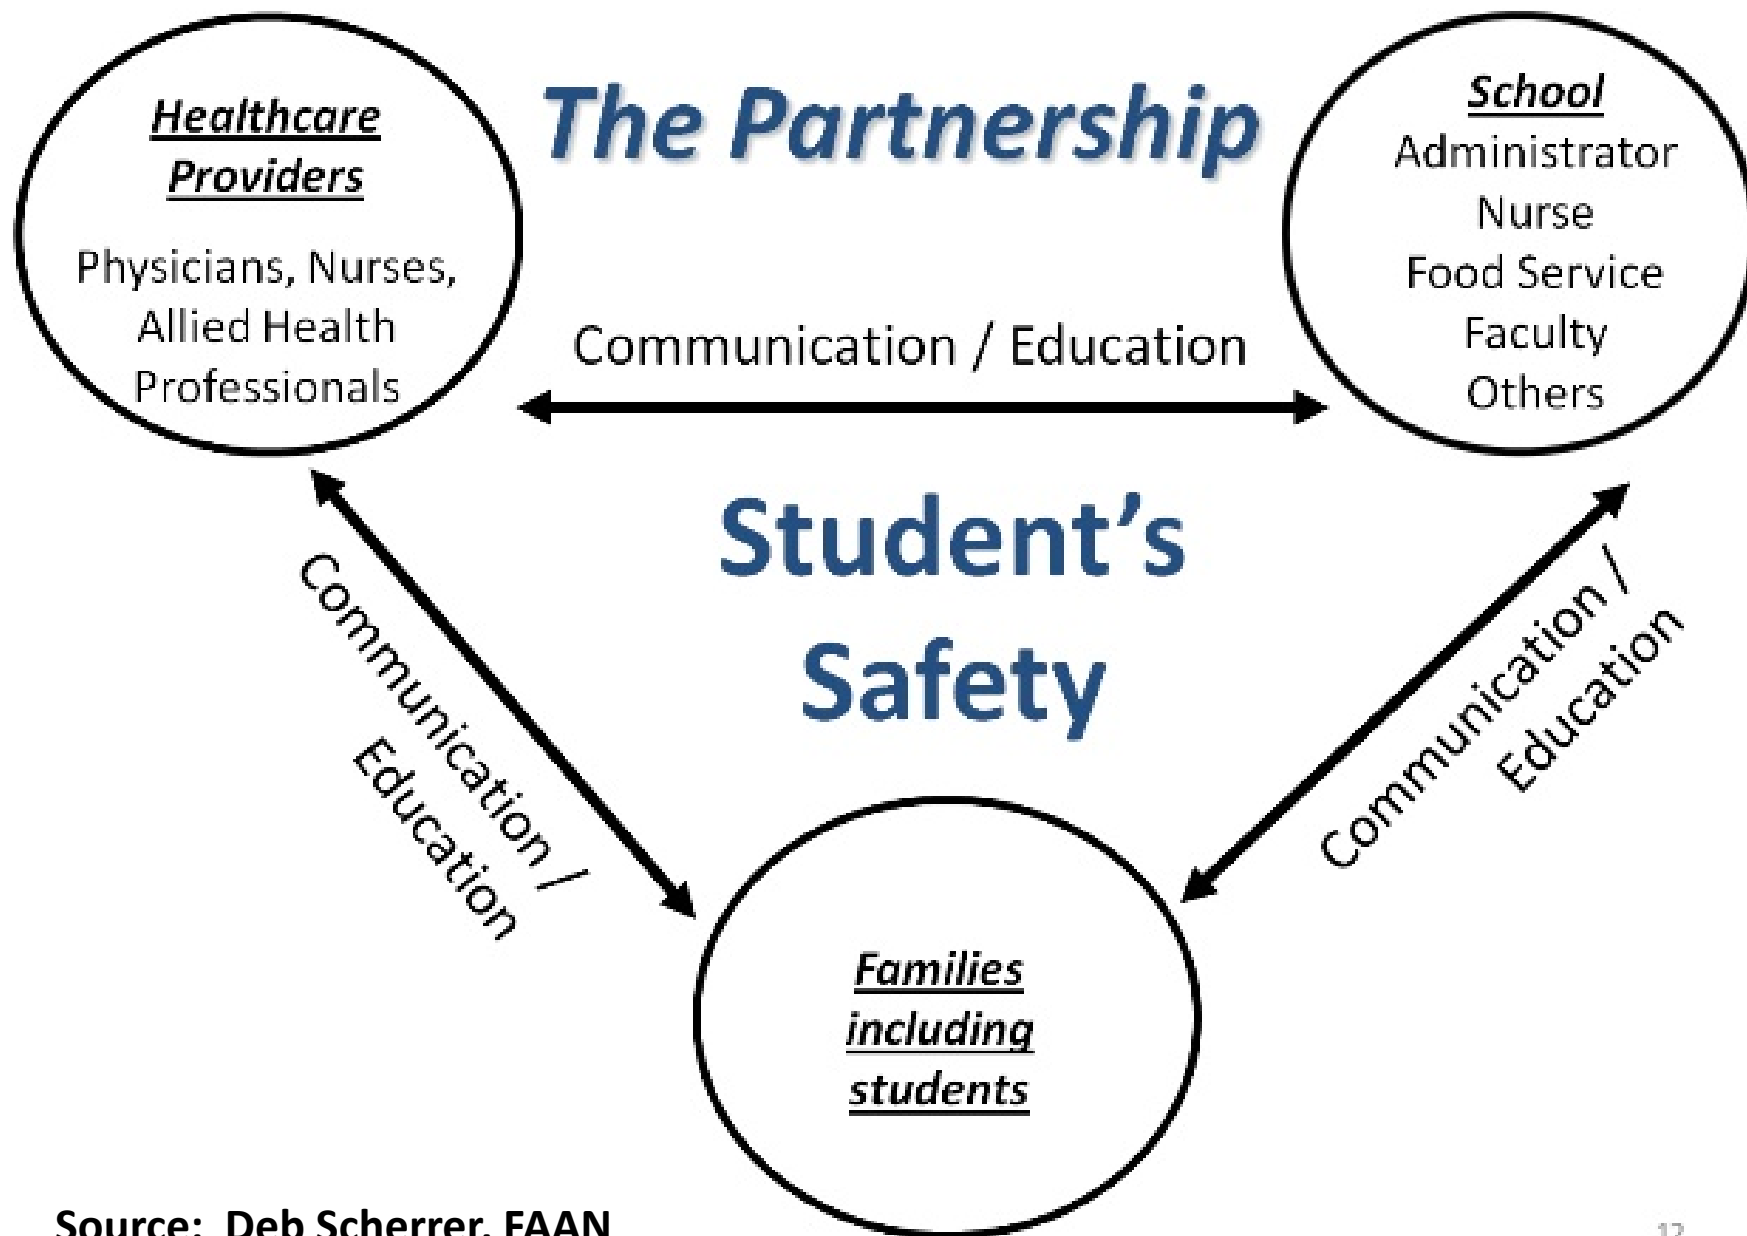 The Partnership
Healthcare
Providers
Physicians, Nurses,
Allied Health
Professionals
School
Administrator
Nurse
Food Service
Faculty
Others
Communication / Education
Student’s
Safety
Communication /
Education
Communication /
Education
Families
including
students
Source:  Deb Scherrer, FAAN
12